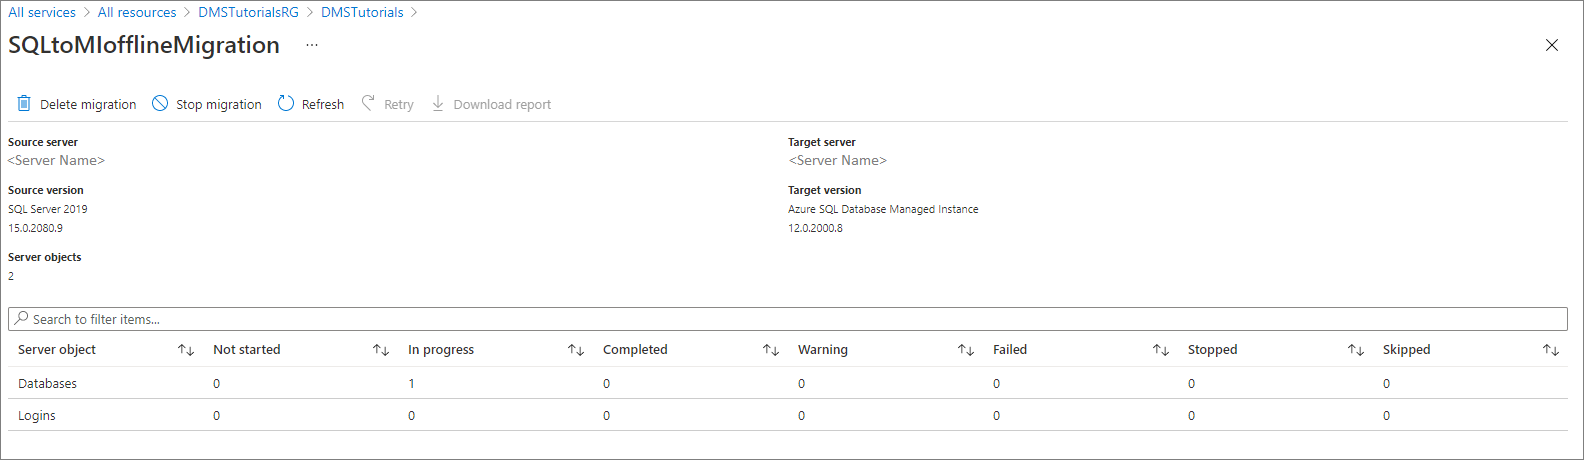 All services > All resources > DMSTutorialsRG > DMSTutorials >
SQLtoMIofflineMigration ...
Delete migration Stop migration Refresh Retry Download report
Source server Target server
<Server Name> <Server Name>
Source version Target version
SQL Server 2019 Azure SQL Database Managed Instance
15.0.2080.9 12.0.2000.8
Server objects
2
Search to filter items...
Server object Not started In progress Completed Warning Failed Stopped Skipped
Databases 0 1 0 0 0 0 0
Logins 0 0 0 0 0 0 0